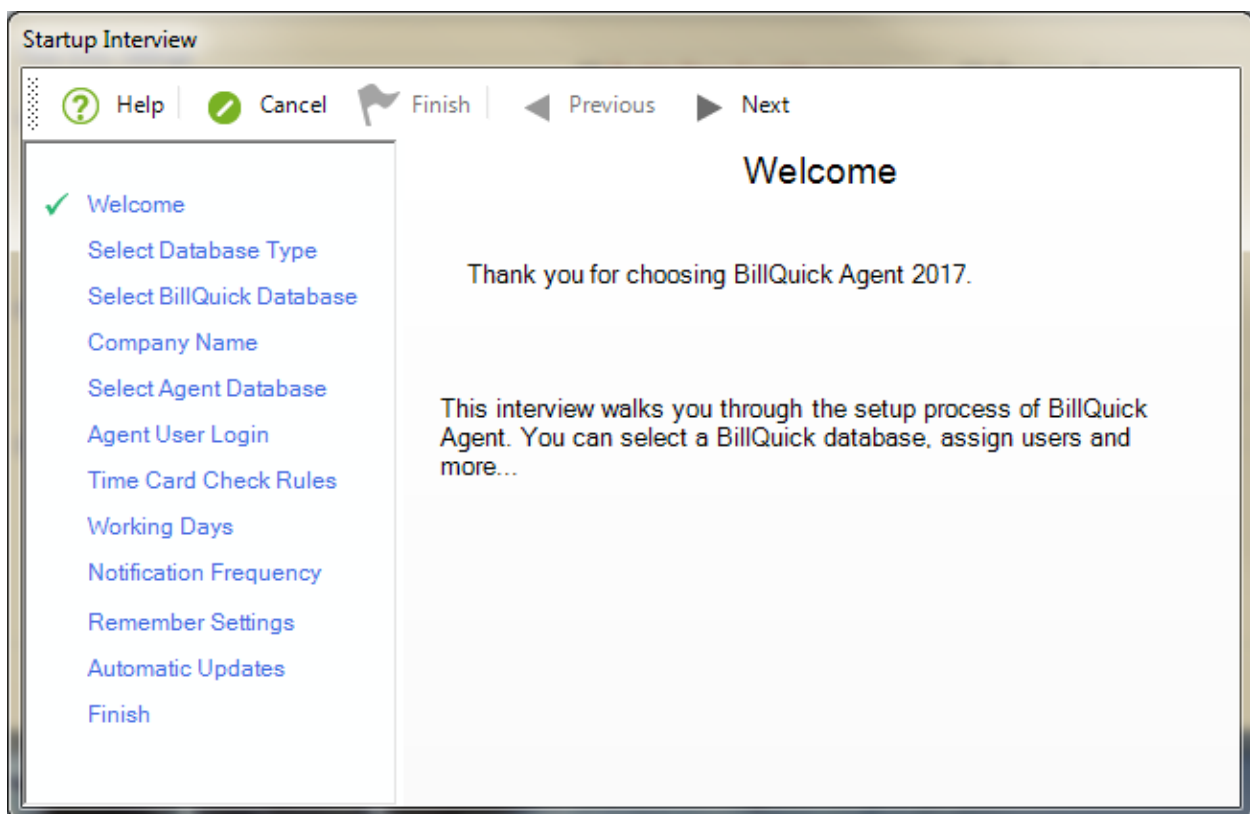 Startup Interview
Help Cancel Finish Previous Next
Welcome
Select Database Type
Select BillQuick Database
Company Name
Select Agent Database
Agent User Login
Time Card Check Rules
Working Days
Notification Frequency
Remember Settings
Automatic Updates
Finish
Welcome
Thank you for choosing BillQuick Agent 2017.
This interview walks you through the setup process of BillQuick
Agent. You can select a BillQuick database, assign users and
more...